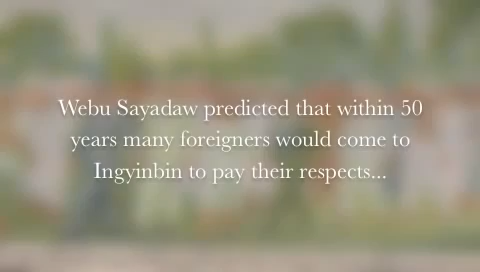 Webu Sayadaw predicted that within 50
years many foreigners would come to
Ingyinbin to pay their respects...